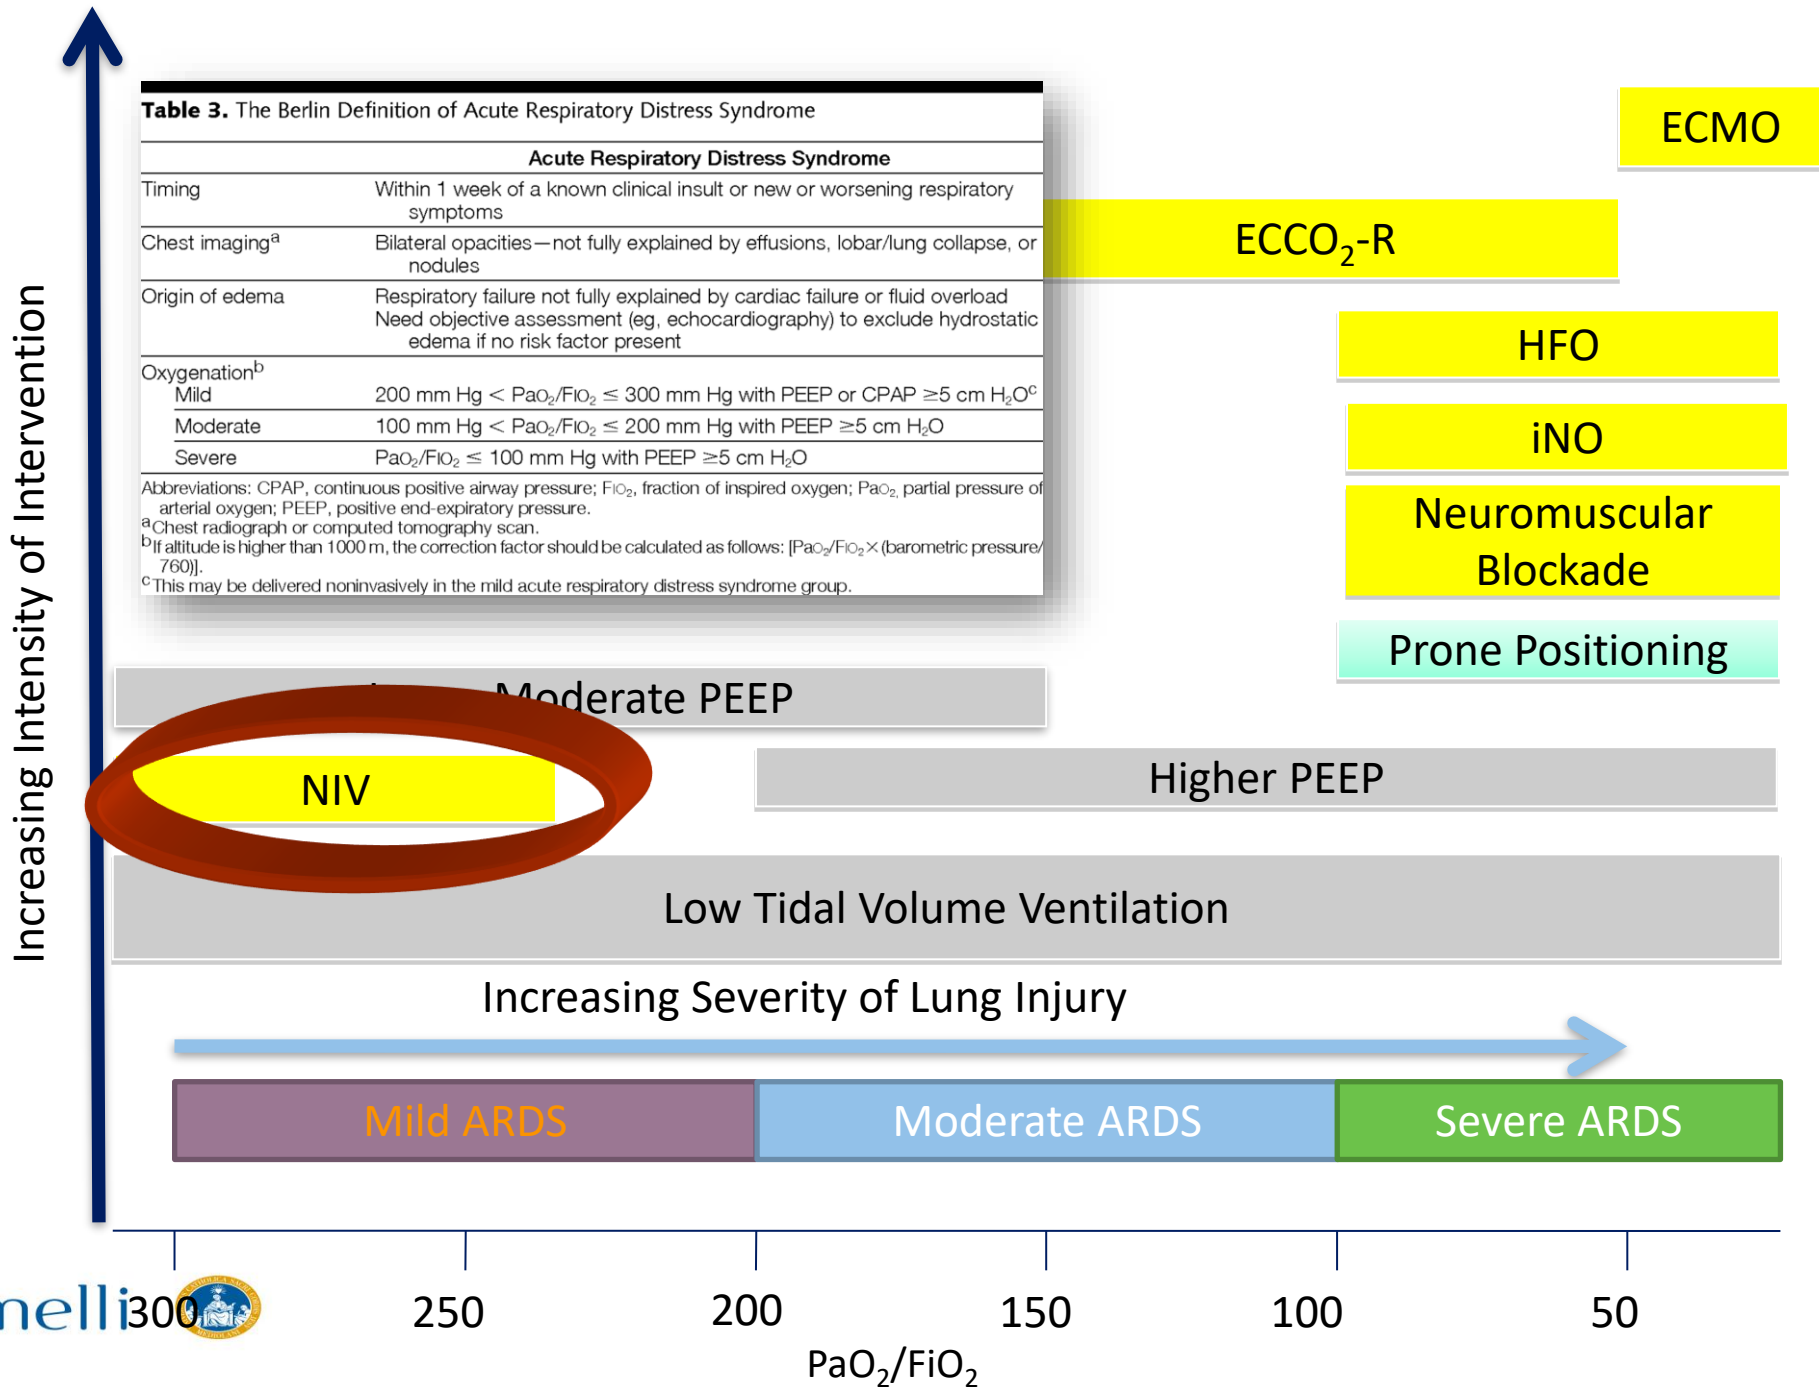 Increasing Intensity of Intervention
Table 3. The Berlin Definition of Acute Respiratory Distress Syndrome
Acute Respiratory Distress Syndrome
Timing Within 1 week of a known clinical insult or new or worsening respiratory
symptoms
Chest imagingᵃ Bilateral opacities—not fully explained by effusions, lobar/lung collapse, or
nodules
Origin of edema Respiratory failure not fully explained by cardiac failure or fluid overload
Need objective assessment (eg, echocardiography) to exclude hydrostatic
edema if no risk factor present
Oxygenationᵇ
Mild 200 mm Hg < PaO₂/FIO₂ ≤ 300 mm Hg with PEEP or CPAP ≥5 cm H₂Oᶜ
Moderate 100 mm Hg < PaO₂/FIO₂ ≤ 200 mm Hg with PEEP ≥5 cm H₂O
Severe PaO₂/FIO₂ ≤ 100 mm Hg with PEEP ≥5 cm H₂O
Abbreviations: CPAP, continuous positive airway pressure; FIO₂, fraction of inspired oxygen; PaO₂, partial pressure of
arterial oxygen; PEEP, positive end-expiratory pressure.
ᵃChest radiograph or computed tomography scan.
ᵇIf altitude is higher than 1000 m, the correction factor should be calculated as follows: [PaO₂/FIO₂×(barometric pressure/
760)].
ᶜThis may be delivered noninvasively in the mild acute respiratory distress syndrome group.
ECMO
ECCO₂-R
HFO
iNO
Neuromuscular
Blockade
Prone Positioning
Moderate PEEP
NIV
Higher PEEP
Low Tidal Volume Ventilation
Increasing Severity of Lung Injury
Mild ARDS
Moderate ARDS
Severe ARDS
300 250 200 150 100 50
PaO₂/FiO₂